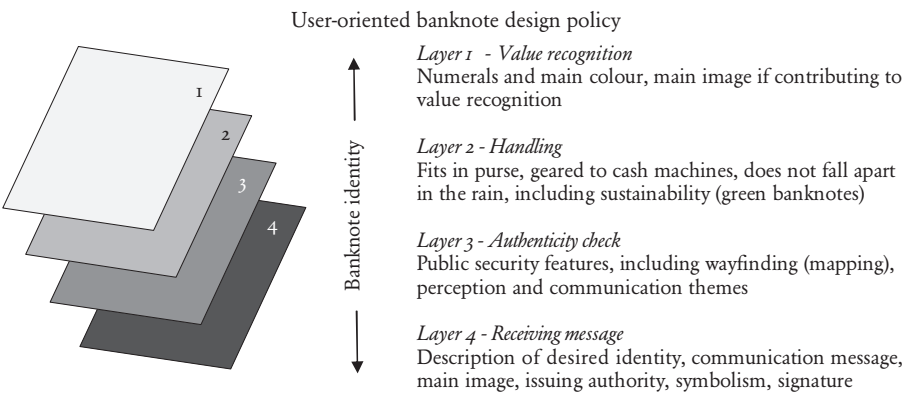 User-oriented banknote design policy
1
2
3
4
Banknote identity
Layer 1 - Value recognition
Numerals and main colour, main image if contributing to
value recognition
Layer 2 - Handling
Fits in purse, geared to cash machines, does not fall apart
in the rain, including sustainability (green banknotes)
Layer 3 - Authenticity check
Public security features, including wayfinding (mapping),
perception and communication themes
Layer 4 - Receiving message
Description of desired identity, communication message,
main image, issuing authority, symbolism, signature